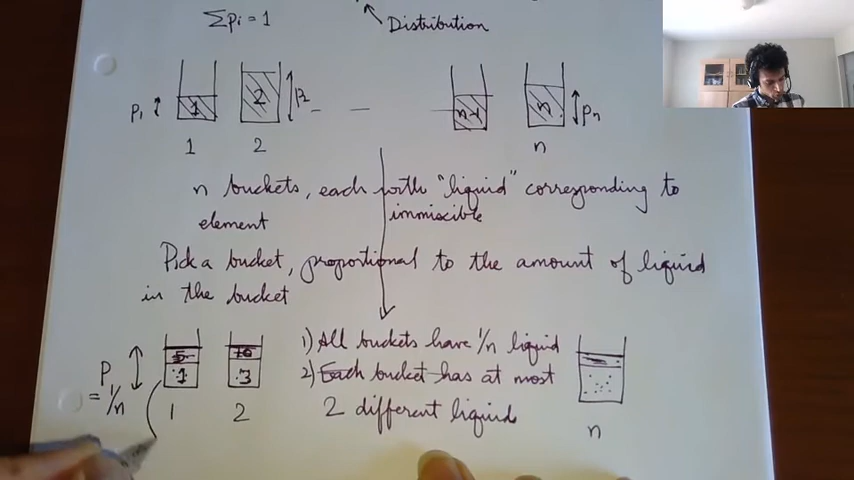 Σpi = 1
Distribution
p1 1 2 p2 n-1 n pn
1 2 n
n buckets, each with "liquid" corresponding to
element immiscible
Pick a bucket, proportional to the amount of liquid
in the bucket
1) All buckets have 1/n liquid
2) Each bucket has at most
2 different liquid
P = 1/n
5 10
1 3
1 2 n